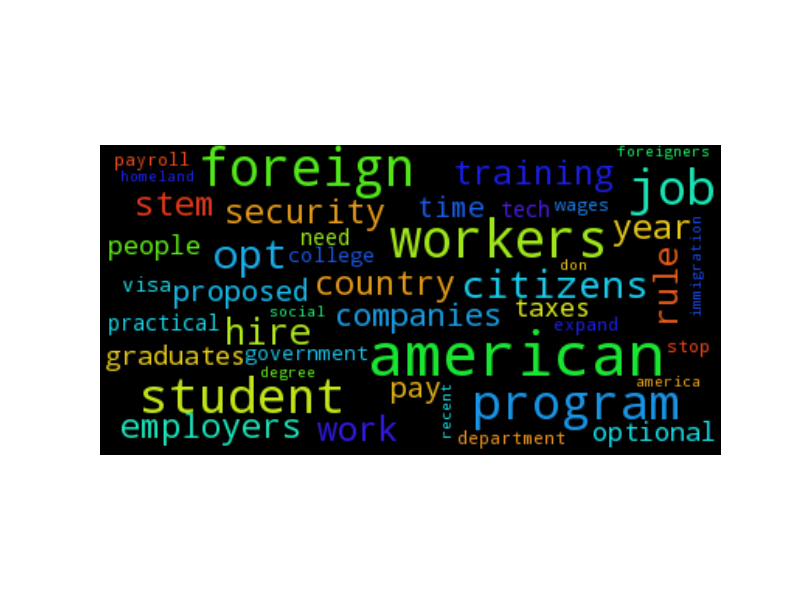 payroll
foreign
foreigners
homeland
training
job
stem
security
time
tech
wages
people
opt
need
college
workers
year
don
rule
immigration
visa
proposed
country
citizens
practical
social
hire
companies
taxes
expand
graduates
government
degree
american
stop
student
pay
recent
program
america
employers
work
department
optional